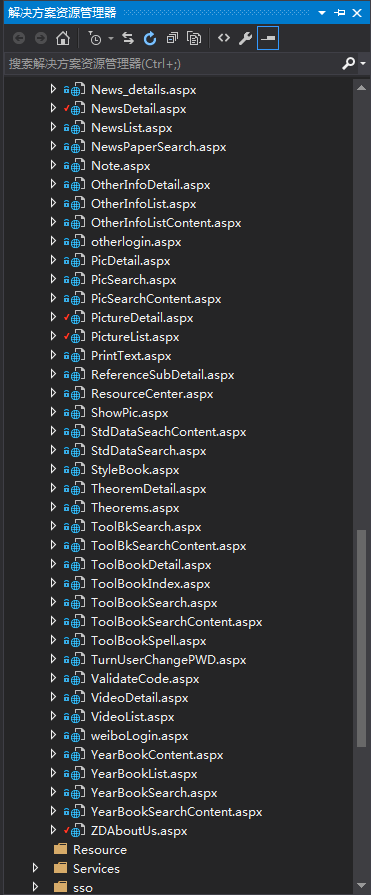 解决方案资源管理器
搜索解决方案资源管理器(Ctrl+;)
News_details.aspx
NewsDetail.aspx
NewsList.aspx
NewsPaperSearch.aspx
Note.aspx
OtherInfoDetail.aspx
OtherInfoList.aspx
OtherInfoListContent.aspx
otherlogin.aspx
PicDetail.aspx
PicSearch.aspx
PicSearchContent.aspx
PictureDetail.aspx
PictureList.aspx
PrintText.aspx
ReferenceSubDetail.aspx
ResourceCenter.aspx
ShowPic.aspx
StdDataSeachContent.aspx
StdDataSearch.aspx
StyleBook.aspx
TheoremDetail.aspx
Theorems.aspx
ToolBkSearch.aspx
ToolBkSearchContent.aspx
ToolBookDetail.aspx
ToolBookIndex.aspx
ToolBookSearch.aspx
ToolBookSearchContent.aspx
ToolBookSpell.aspx
TurnUserChangePWD.aspx
ValidateCode.aspx
VideoDetail.aspx
VideoList.aspx
weiboLogin.aspx
YearBookContent.aspx
YearBookList.aspx
YearBookSearch.aspx
YearBookSearchContent.aspx
ZDAboutUs.aspx
Resource
Services
sso